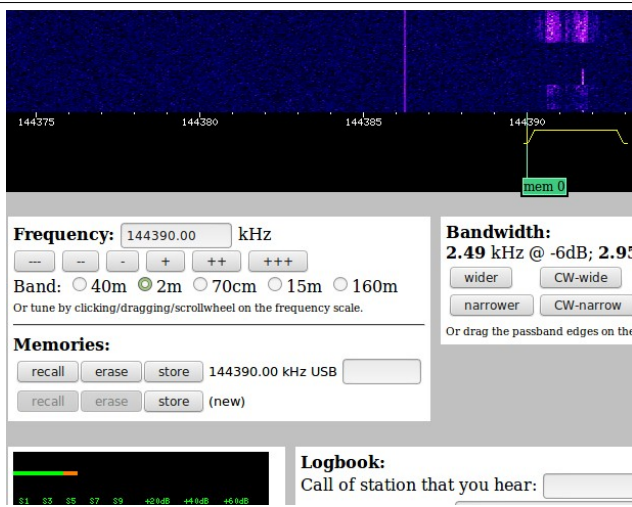 144375 144380 144385 144390
mem 0
Frequency: 144390.00 kHz
--- -- - + ++ +++
Band: 40m 2m 70cm 15m 160m
Or tune by clicking/dragging/scrollwheel on the frequency scale.
Memories:
recall erase store 144390.00 kHz USB
recall erase store (new)
Bandwidth:
2.49 kHz @ -6dB; 2.95
wider CW-wide
narrower CW-narrow
Or drag the passband edges on the
S1 S3 S5 S7 S9 +20dB +40dB +60dB
Logbook:
Call of station that you hear: